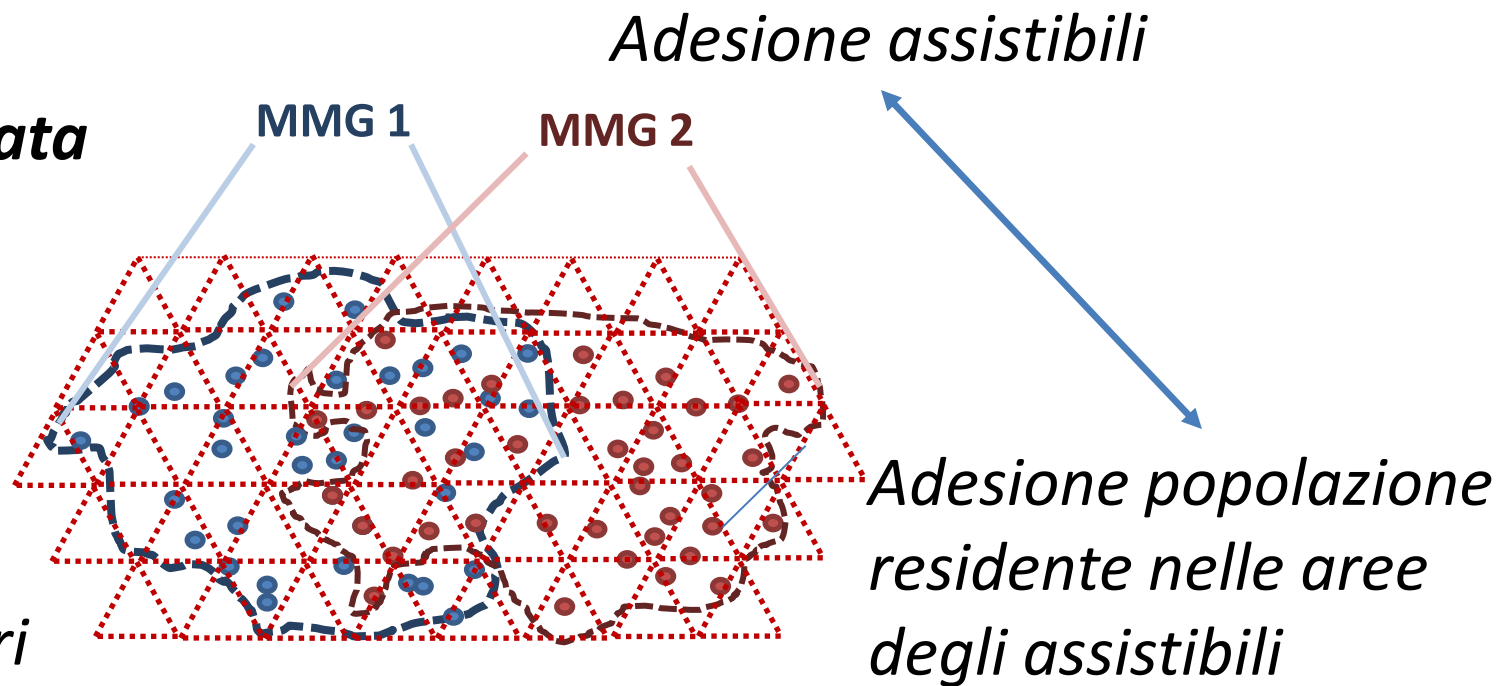 Adesione assistibili
MMG 1
MMG 2
ata
Adesione popolazione
residente nelle aree
degli assistibili
ri